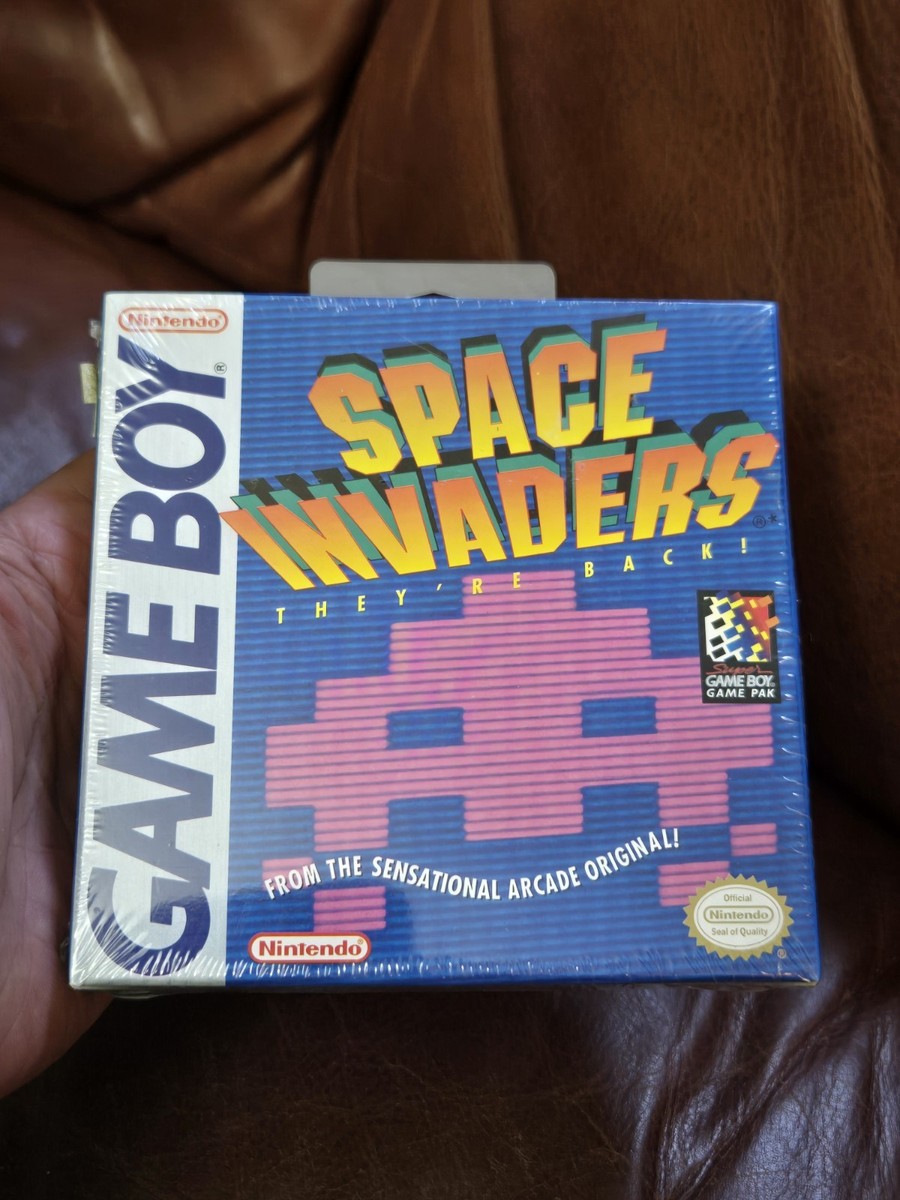 Nintendo®
GAME BOY®
SPACE
INVADERS®*
THEY'RE BACK!
Super
GAME BOY®
GAME PAK
FROM THE SENSATIONAL ARCADE ORIGINAL!
Nintendo®
Official
Nintendo
Seal of Quality
®